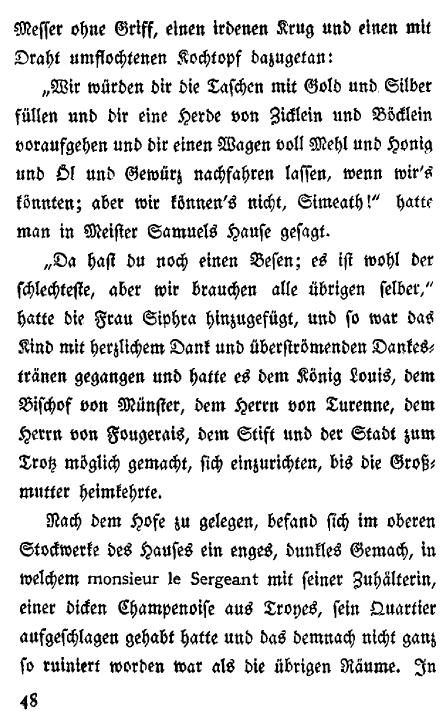 Messer ohne Griff, einen irdenen Krug und einen mit
Draht umflochtenen Kochtopf dazugetan:
„Wir würden dir die Taschen mit Gold und Silber
füllen und dir eine Herde von Zicklein und Böcklein
voraufgehen und dir einen Wagen voll Mehl und Honig
und Öl und Gewürz nachfahren lassen, wenn wir's
könnten; aber wir können's nicht, Simeath!“ hatte
man in Meister Samuels Hause gesagt.
„Da hast du noch einen Besen; es ist wohl der
schlechteste, aber wir brauchen alle übrigen selber,“
hatte die Frau Siphra hinzugefügt, und so war das
Kind mit herzlichem Dank und überströmenden Dankes-
tränen gegangen und hatte es dem König Louis, dem
Bischof von Münster, dem Herrn von Turenne, dem
Herrn von Fougerais, dem Stift und der Stadt zum
Trotz möglich gemacht, sich einzurichten, bis die Groß-
mutter heimkehrte.
Nach dem Hofe zu gelegen, befand sich im oberen
Stockwerke des Hauses ein enges, dunkles Gemach, in
welchem monsieur le Sergeant mit seiner Zuhälterin,
einer dicken Champenoise aus Troyes, sein Quartier
aufgeschlagen gehabt hatte und das demnach nicht ganz
so ruiniert worden war als die übrigen Räume. In
48